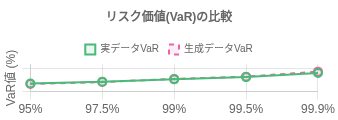 リスク価値(VaR)の比較
実データVaR
生成データVaR
VaR値 (%)
95%
97.5%
99%
99.5%
99.9%